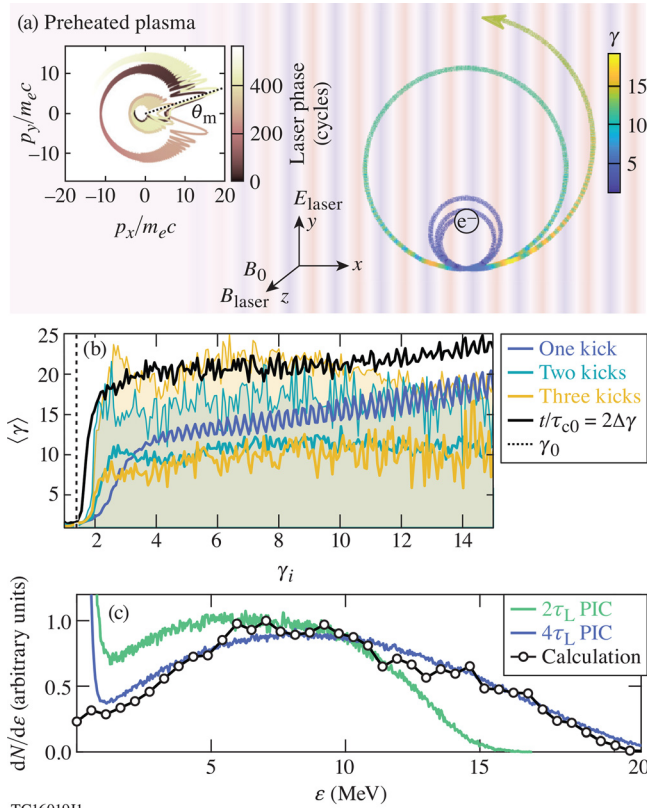 (a) Preheated plasma
10
0
−10
p_y/m_ec
−20 −10 0 10 20
p_x/m_ec
θ_m
400
200
0
Laser phase
(cycles)
E_laser
y
x
B_0
B_laser
z
e−
γ
15
10
5
(b)
25
20
15
10
5
⟨γ⟩
2 4 6 8 10 12 14
γ_i
One kick
Two kicks
Three kicks
t/τ_c0 = 2Δγ
γ_0
(c)
1.0
0.5
0.0
dN/dε (arbitrary units)
5 10 15 20
ε (MeV)
2τ_L PIC
4τ_L PIC
Calculation